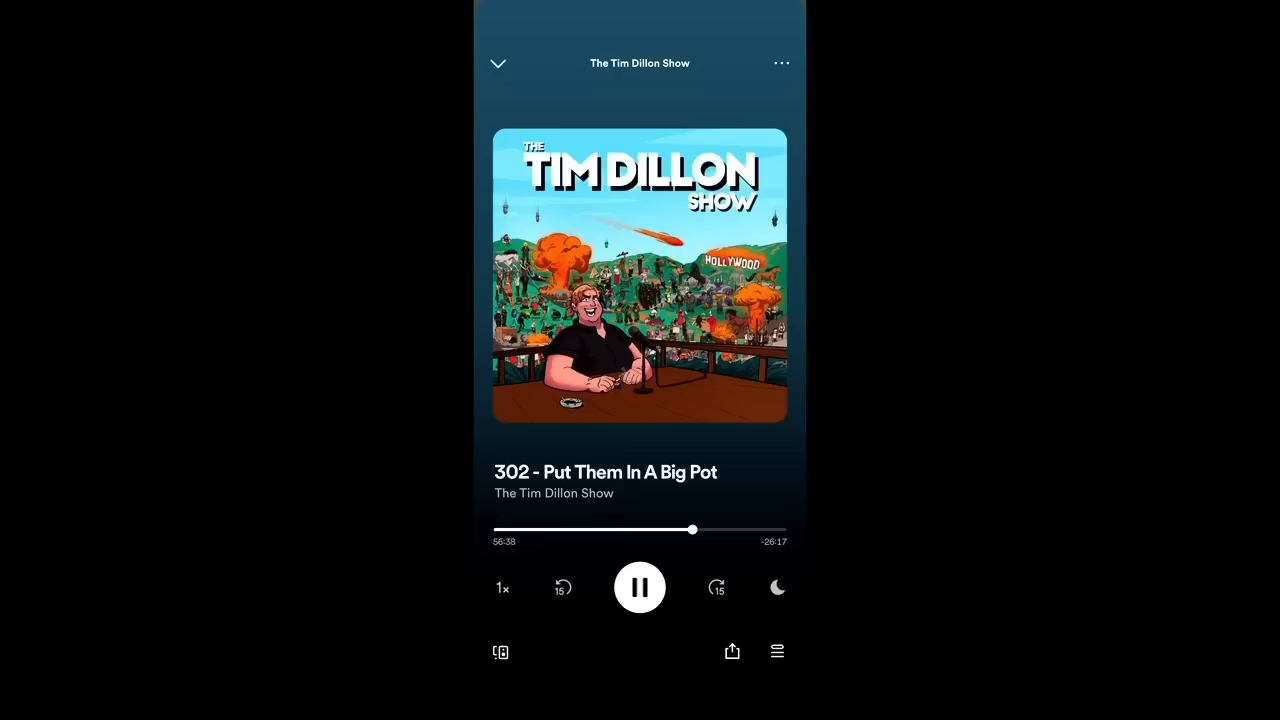 The Tim Dillon Show
THE
TIM DILLON
SHOW
HOLLYWOOD
302 - Put Them In A Big Pot
The Tim Dillon Show
56:38
-26:17
1x
15
15